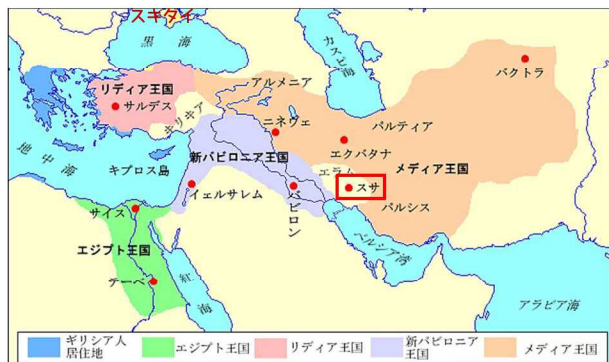 スキタイ
黒海
カスピ海
バクトラ
アルメニア
リディア王国
サルデス
キリキア
ニネヴェ
パルティア
エクバタナ
メディア王国
新バビロニア王国
地中海
キプロス島
エラム
スサ
イェルサレム
バビロン
パルシス
サイス
ペルシア湾
エジプト王国
テーベ
紅海
アラビア海
ギリシア人
居住地
エジプト王国
リディア王国
新バビロニア
王国
メディア王国